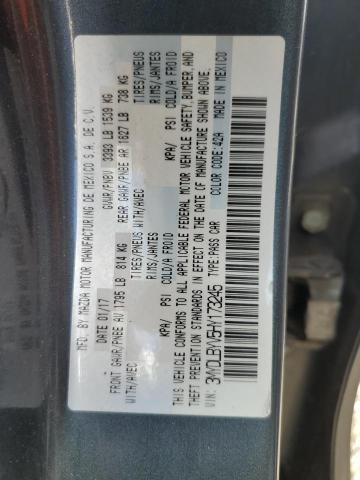 MFG. BY MAZDA MOTOR MANUFACTURING DE MEXICO S.A. DE C.V.
DATE 01/17 GVWR/PNBV 3393 LB 1539 KG
FRONT GAWR/PNBE AV 1795 LB 814 KG REAR GAWR/PNBE AR 1627 LB 738 KG
WITH/AVEC TIRES/PNEUS WITH/AVEC TIRES/PNEUS
RIMS/JANTES RIMS/JANTES
KPA/ PSI COLD/A FROID KPA/ PSI COLD/A FROID
THIS VEHICLE CONFORMS TO ALL APPLICABLE FEDERAL MOTOR VEHICLE SAFETY, BUMPER, AND
THEFT PREVENTION STANDARDS IN EFFECT ON THE DATE OF MANUFACTURE SHOWN ABOVE.
VIN: TYPE: PASS CAR COLOR CODE: 42A MADE IN MEXICO